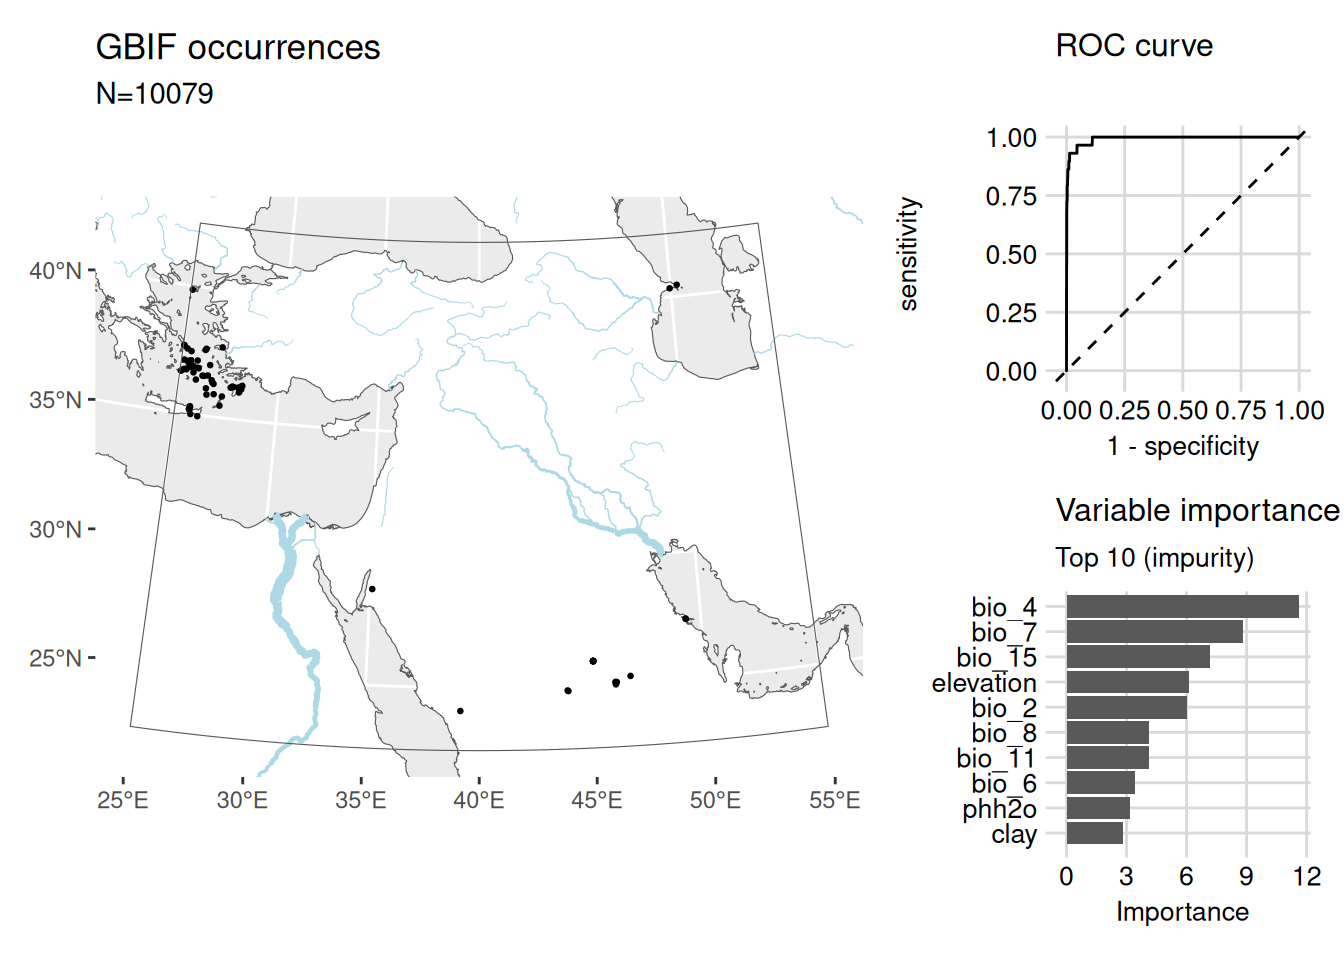 GBIF occurrences
N=10079
40°N
35°N
30°N
25°N
25°E 30°E 35°E 40°E 45°E 50°E 55°E
ROC curve
sensitivity
1.00
0.75
0.50
0.25
0.00
0.00 0.25 0.50 0.75 1.00
1 - specificity
Variable importance
Top 10 (impurity)
bio_4
bio_7
bio_15
elevation
bio_2
bio_8
bio_11
bio_6
phh2o
clay
0 3 6 9 12
Importance